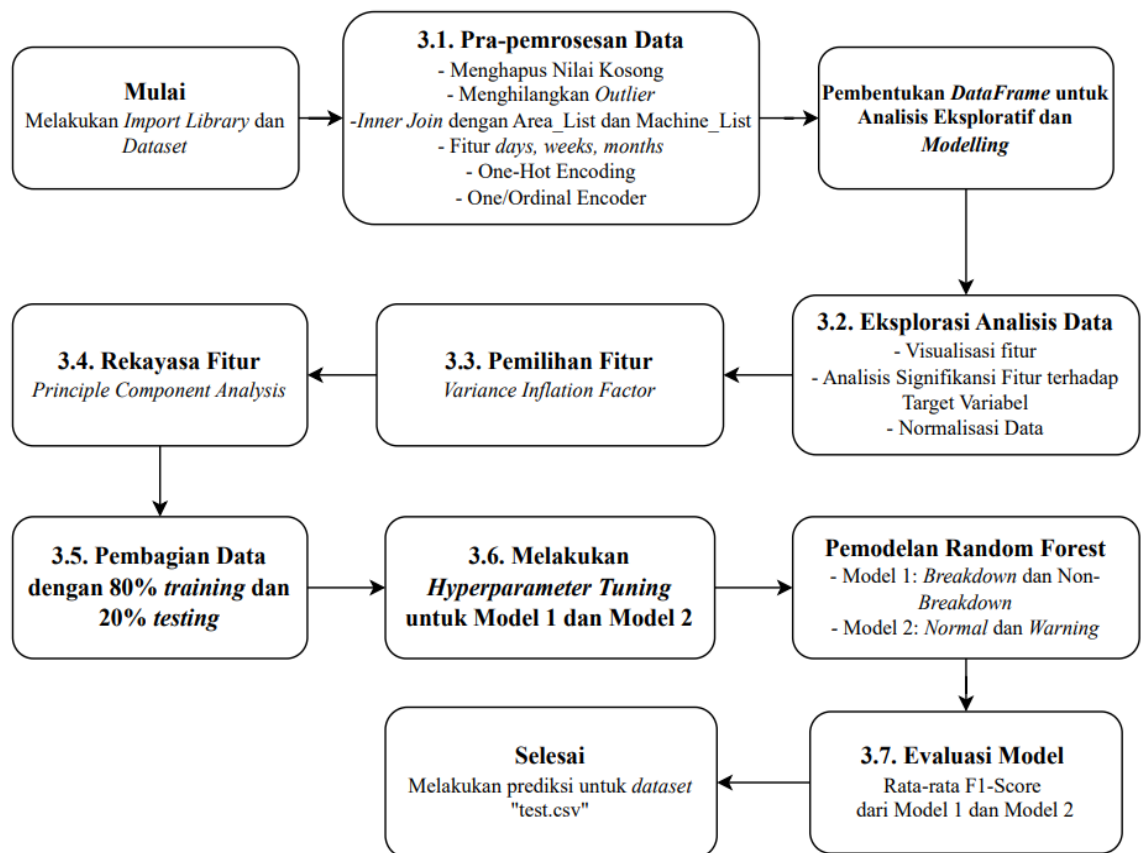 Mulai
Melakukan Import Library dan
Dataset
3.1. Pra-pemrosesan Data
- Menghapus Nilai Kosong
- Menghilangkan Outlier
-Inner Join dengan Area_List dan Machine_List
- Fitur days, weeks, months
- One-Hot Encoding
- One/Ordinal Encoder
Pembentukan DataFrame untuk
Analisis Eksploratif dan
Modelling
3.2. Eksplorasi Analisis Data
- Visualisasi fitur
- Analisis Signifikansi Fitur terhadap
Target Variabel
- Normalisasi Data
3.3. Pemilihan Fitur
Variance Inflation Factor
3.4. Rekayasa Fitur
Principle Component Analysis
3.5. Pembagian Data
dengan 80% training dan
20% testing
3.6. Melakukan
Hyperparameter Tuning
untuk Model 1 dan Model 2
Pemodelan Random Forest
- Model 1: Breakdown dan Non-
Breakdown
- Model 2: Normal dan Warning
3.7. Evaluasi Model
Rata-rata F1-Score
dari Model 1 dan Model 2
Selesai
Melakukan prediksi untuk dataset
"test.csv"